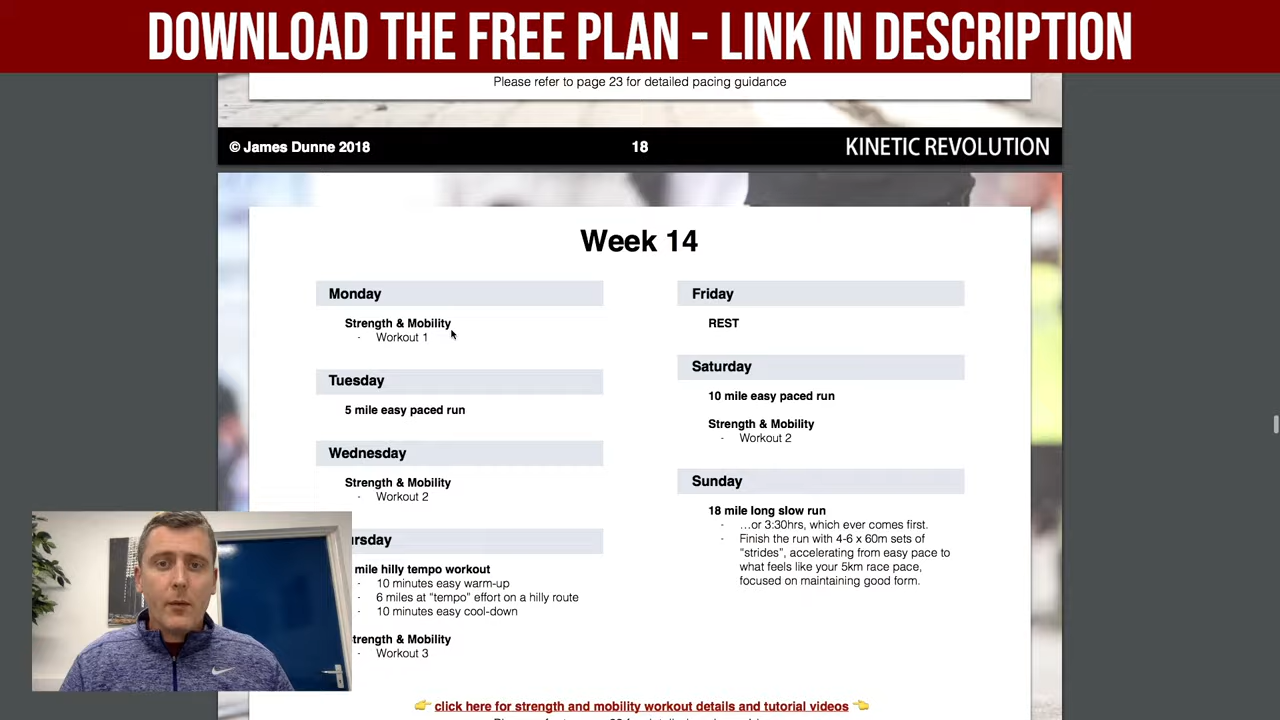 DOWNLOAD THE FREE PLAN - LINK IN DESCRIPTION
Please refer to page 23 for detailed pacing guidance
© James Dunne 2018
18
KINETIC REVOLUTION
Week 14
Monday
Strength & Mobility
- Workout 1
Tuesday
5 mile easy paced run
Wednesday
Strength & Mobility
- Workout 2
ursday
mile hilly tempo workout
- 10 minutes easy warm-up
- 6 miles at “tempo” effort on a hilly route
- 10 minutes easy cool-down
trength & Mobility
- Workout 3
Friday
REST
Saturday
10 mile easy paced run
Strength & Mobility
- Workout 2
Sunday
18 mile long slow run
- …or 3:30hrs, which ever comes first.
- Finish the run with 4-6 x 60m sets of
“strides”, accelerating from easy pace to
what feels like your 5km race pace,
focused on maintaining good form.
👉 click here for strength and mobility workout details and tutorial videos 👈